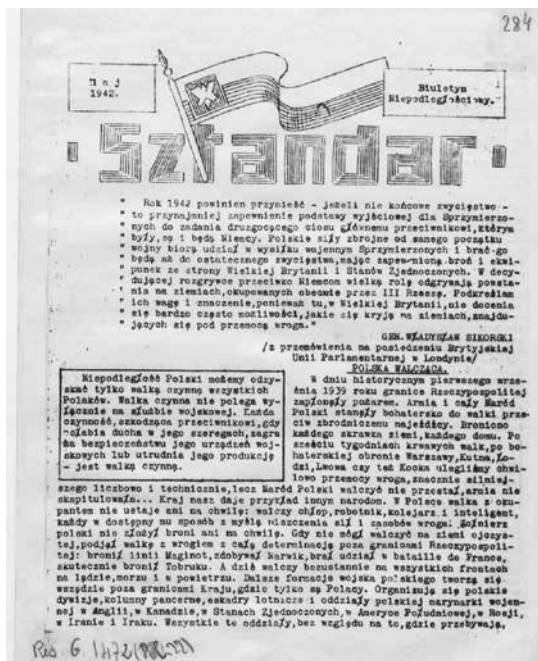 284
Maj
1942.
Biuletyn
Niepodległościowy.
Sztandar
" Rok 1942 powinien przynieść - jeżeli nie końcowe zwycięstwo -
" to przynajmniej zapewnienie podstawy wyjściowej dla Sprzymierzo-
" nych do zadania druzgocącego ciosu głównemu przeciwnikowi,którym
" były,są i będą Niemcy. Polskie siły zbrojne od samego początku
" wojny biorą udział w wysiłku wojennym Sprzymierzonych i brać go
" będą aż do ostatecznego zwycięstwa,mając zapewnioną broń i ekwi-
" punek ze strony Wielkiej Brytanii i Stanów Zjednoczonych. W decy-
" dującej rozgrywce przeciwko Niemcom wielką rolę odgrywają powsta-
" nia na ziemiach,okupowanych obecnie przez III Rzeszę. Podkreślam
" ich wagę i znaczenie,ponieważ tu,w Wielkiej Brytanii,nie docenia
" się bardzo często możliwości,jakie się kryją na ziemiach,znajdu-
" jących się pod przemocą wroga."
GEN.WŁADYSŁAW SIKORSKI
/z przemówienia na posiedzeniu Brytyjskiej
Unii Parlamentarnej w Londynie/
Niepodległość Polski możemy odzy-
skać tylko walką czynną wszystkich
Polaków. Walka czynna nie polega wy-
łącznie na służbie wojskowej. Każda
czynność,szkodząca przeciwnikowi,gdy
osłabia ducha w jego szeregach,zagra
ża bezpieczeństwu jego urządzeń woj-
skowych lub utrudnia jego produkcję
- jest walką czynną.
POLSKA WALCZĄCA.
W dniu historycznym pierwszego wrze-
śnia 1939 roku granice Rzeczypospolitej
zapłonęły pożarem. Armia i cały Naród
Polski stanęły bohatersko do walki prze-
ciw zbrodniczemu najeźdźcy. Broniono
każdego skrawka ziemi,każdego domu. Po
sześciu tygodniach krwawych walk,po bo-
haterskiej obronie Warszawy,Kutna,Ło-
dzi,Lwowa czy też Kocka ulegliśmy chwi-
lowo przemocy wroga,znacznie silniej-
szego liczbowo i technicznie,lecz Naród Polski walczyć nie przestał,armia nie
skapitulowała... Kraj nasz daje przykład innym narodom. W Polsce walka z oku-
pantem nie ustaje ani na chwilę: walczy chłop,robotnik,kolejarz i inteligent,
każdy w dostępny mu sposób z myślą niszczenia sił i zasobów wroga. Żołnierz
polski nie złożył broni ani na chwilę. Gdy nie mógł walczyć na ziemi ojczys-
tej,podjął walkę z wrogiem z całą determinacją poza granicami Rzeczypospoli-
tej: bronił linii Maginot,zdobywał Narwik,brał udział w bataille de France,
skutecznie bronił Tobruku. A dziś walczy bezustannie na wszystkich frontach
na lądzie,morzu i w powietrzu. Dalsze formacje wojska polskiego tworzą się
wszędzie poza granicami Kraju,gdzie tylko są Polacy. Organizują się polskie
dywizje,kolumny pancerne,eskadry lotnicze i oddziały polskiej marynarki wojen-
nej w Anglii,w Kanadzie,w Stanach Zjednoczonych,w Ameryce Południowej,w Rosji,
w Iranie i Iraku. Wszystkie te oddziały,bez względu na to,gdzie przebywają,